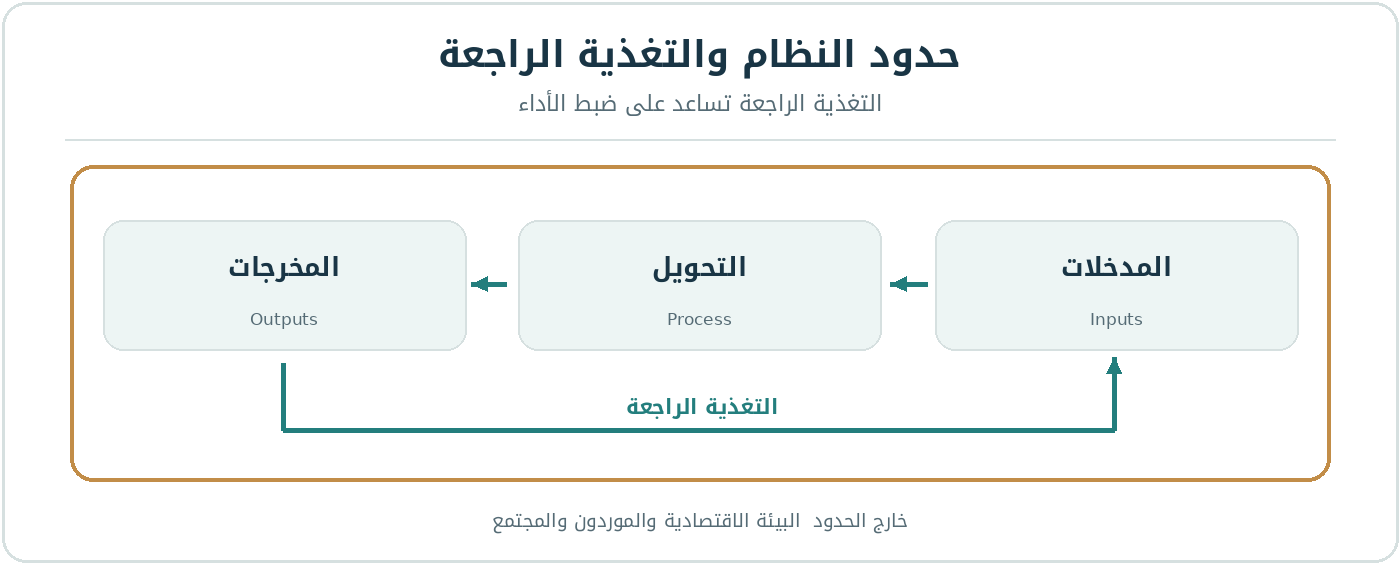 حدود النظام والتغذية الراجعة
التغذية الراجعة تساعد على ضبط الأداء
المدخلات
Inputs
التحويل
Process
المخرجات
Outputs
التغذية الراجعة
خارج الحدود البيئة الاقتصادية والموردون والمجتمع